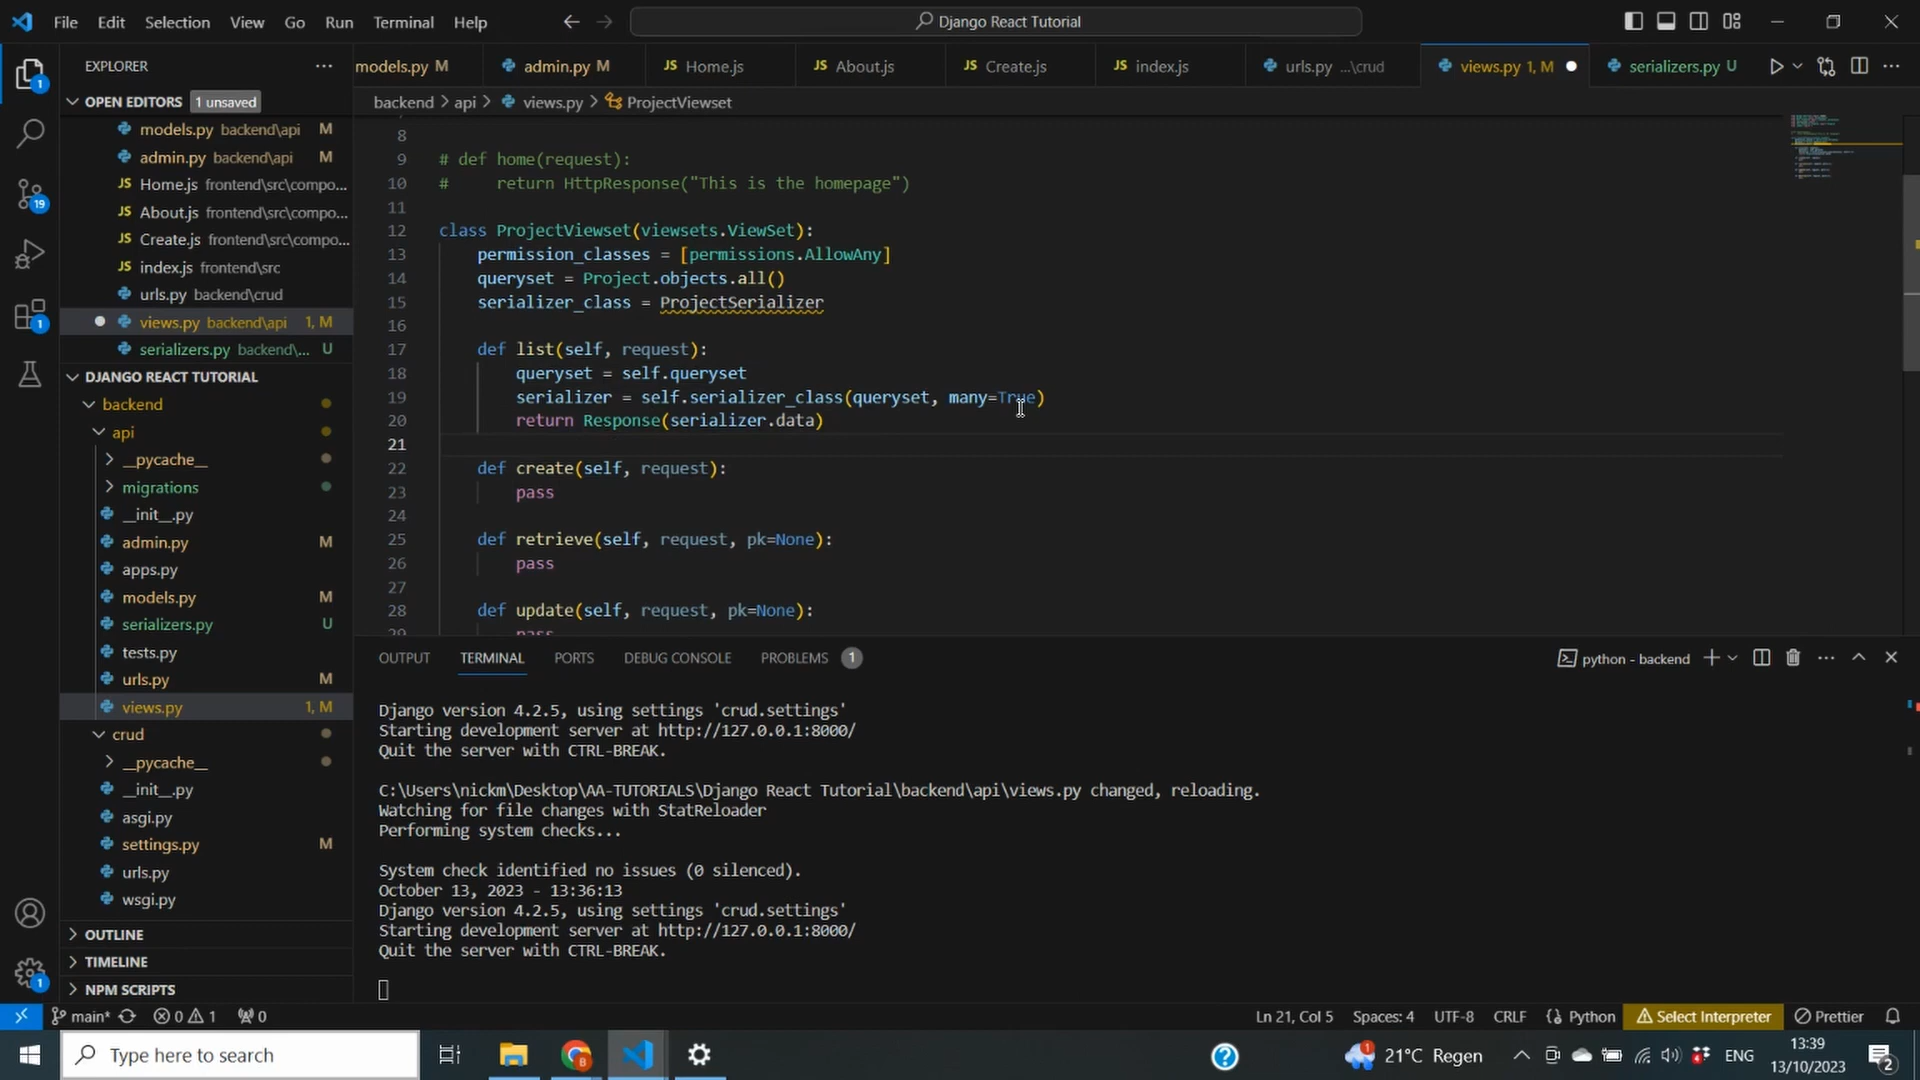 File Edit Selection View Go Run Terminal Help
Django React Tutorial
EXPLORER
OPEN EDITORS 1 unsaved
models.py backend\api M
admin.py backend\api M
JS Home.js frontend\src\compo...
JS About.js frontend\src\compo...
JS Create.js frontend\src\compo...
JS index.js frontend\src
urls.py backend\crud
views.py backend\api 1, M
serializers.py backend\... U
DJANGO REACT TUTORIAL
backend
api
__pycache__
migrations
__init__.py
admin.py M
apps.py
models.py M
serializers.py U
tests.py
urls.py M
views.py 1, M
crud
__pycache__
__init__.py
asgi.py
settings.py M
urls.py
wsgi.py
OUTLINE
TIMELINE
NPM SCRIPTS
models.py M admin.py M JS Home.js JS About.js JS Create.js JS index.js urls.py ...\crud views.py 1, M serializers.py U
backend > api > views.py > ProjectViewset
8
9 # def home(request):
10 #     return HttpResponse("This is the homepage")
11
12 class ProjectViewset(viewsets.ViewSet):
13 permission_classes = [permissions.AllowAny]
14 queryset = Project.objects.all()
15 serializer_class = ProjectSerializer
16
17 def list(self, request):
18 queryset = self.queryset
19 serializer = self.serializer_class(queryset, many=True)
20 return Response(serializer.data)
21
22 def create(self, request):
23 pass
24
25 def retrieve(self, request, pk=None):
26 pass
27
28 def update(self, request, pk=None):
29 pass
OUTPUT TERMINAL PORTS DEBUG CONSOLE PROBLEMS 1
python - backend
Django version 4.2.5, using settings 'crud.settings'
Starting development server at http://127.0.0.1:8000/
Quit the server with CTRL-BREAK.
C:\Users\nickm\Desktop\AA-TUTORIALS\Django React Tutorial\backend\api\views.py changed, reloading.
Watching for file changes with StatReloader
Performing system checks...
System check identified no issues (0 silenced).
October 13, 2023 - 13:36:13
Django version 4.2.5, using settings 'crud.settings'
Starting development server at http://127.0.0.1:8000/
Quit the server with CTRL-BREAK.
1
19
1
1
main* 0 1 0
Ln 21, Col 5 Spaces: 4 UTF-8 CRLF Python Select Interpreter Prettier
Type here to search
1 21°C Regen ENG
13:39
13/10/2023
2